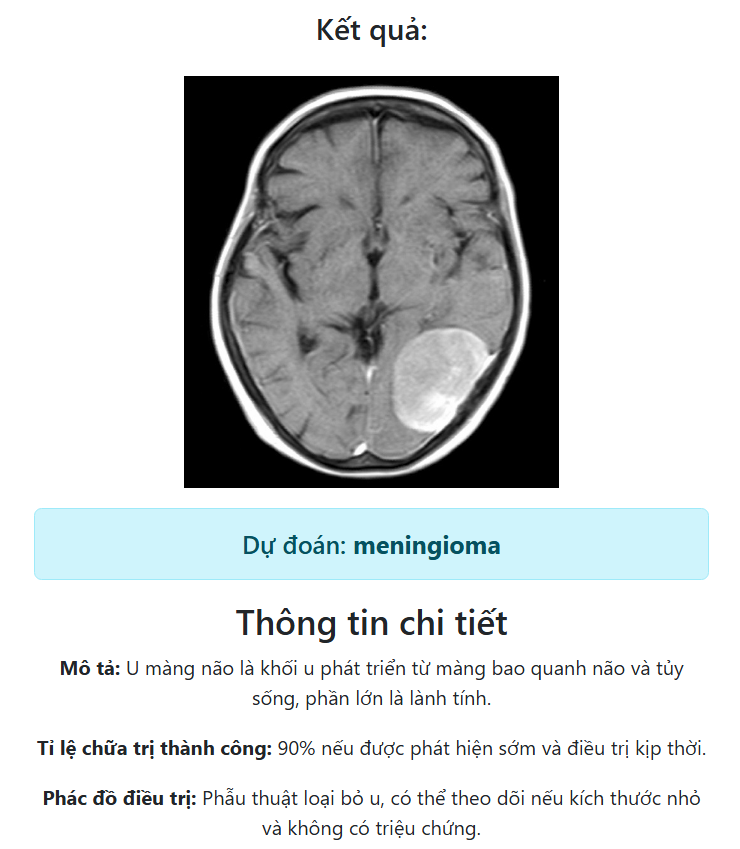 Kết quả:
Dự đoán: meningioma
Thông tin chi tiết
Mô tả: U màng não là khối u phát triển từ màng bao quanh não và tủy
sống, phần lớn là lành tính.
Tỉ lệ chữa trị thành công: 90% nếu được phát hiện sớm và điều trị kịp thời.
Phác đồ điều trị: Phẫu thuật loại bỏ u, có thể theo dõi nếu kích thước nhỏ
và không có triệu chứng.